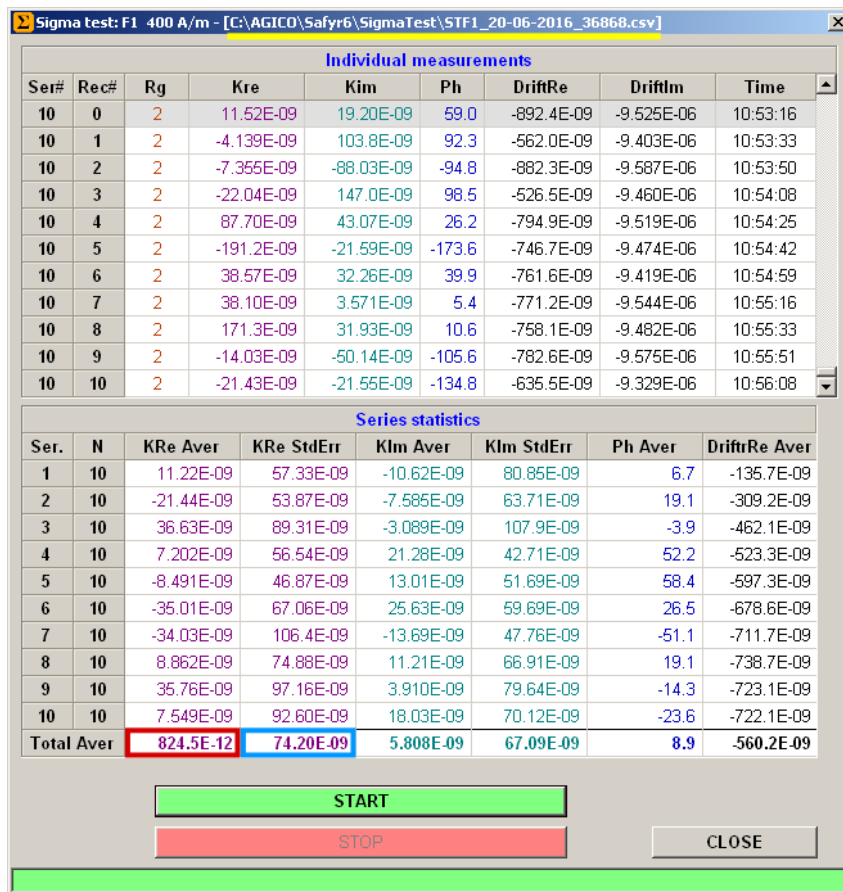 Sigma test: F1 400 A/m - [C:\AGICO\Safyr6\SigmaTest\STF1_20-06-2016_36868.csv]
Individual measurements
Ser# Rec# Rg Kre Kim Ph DriftRe DriftIm Time
10 0 2 11.52E-09 19.20E-09 59.0 -892.4E-09 -9.525E-06 10:53:16
10 1 2 -4.139E-09 103.8E-09 92.3 -562.0E-09 -9.403E-06 10:53:33
10 2 2 -7.355E-09 -88.03E-09 -94.8 -882.3E-09 -9.587E-06 10:53:50
10 3 2 -22.04E-09 147.0E-09 98.5 -526.5E-09 -9.460E-06 10:54:08
10 4 2 87.70E-09 43.07E-09 26.2 -794.9E-09 -9.519E-06 10:54:25
10 5 2 -191.2E-09 -21.59E-09 -173.6 -746.7E-09 -9.474E-06 10:54:42
10 6 2 38.57E-09 32.26E-09 39.9 -761.6E-09 -9.419E-06 10:54:59
10 7 2 38.10E-09 3.571E-09 5.4 -771.2E-09 -9.544E-06 10:55:16
10 8 2 171.3E-09 31.93E-09 10.6 -758.1E-09 -9.482E-06 10:55:33
10 9 2 -14.03E-09 -50.14E-09 -105.6 -782.6E-09 -9.575E-06 10:55:51
10 10 2 -21.43E-09 -21.55E-09 -134.8 -635.5E-09 -9.329E-06 10:56:08
Series statistics
Ser. N KRe Aver KRe StdErr KIm Aver KIm StdErr Ph Aver DriftrRe Aver
1 10 11.22E-09 57.33E-09 -10.62E-09 80.85E-09 6.7 -135.7E-09
2 10 -21.44E-09 53.87E-09 -7.585E-09 63.71E-09 19.1 -309.2E-09
3 10 36.63E-09 89.31E-09 -3.089E-09 107.9E-09 -3.9 -462.1E-09
4 10 7.202E-09 56.54E-09 21.28E-09 42.71E-09 52.2 -523.3E-09
5 10 -8.491E-09 46.87E-09 13.01E-09 51.69E-09 58.4 -597.3E-09
6 10 -35.01E-09 67.06E-09 25.63E-09 59.69E-09 26.5 -678.6E-09
7 10 -34.03E-09 106.4E-09 -13.69E-09 47.76E-09 -51.1 -711.7E-09
8 10 8.862E-09 74.88E-09 11.21E-09 66.91E-09 19.1 -738.7E-09
9 10 35.76E-09 97.16E-09 3.910E-09 79.64E-09 -14.3 -723.1E-09
10 10 7.549E-09 92.60E-09 18.03E-09 70.12E-09 -23.6 -722.1E-09
Total Aver 824.5E-12 74.20E-09 5.808E-09 67.09E-09 8.9 -560.2E-09
START
STOP CLOSE